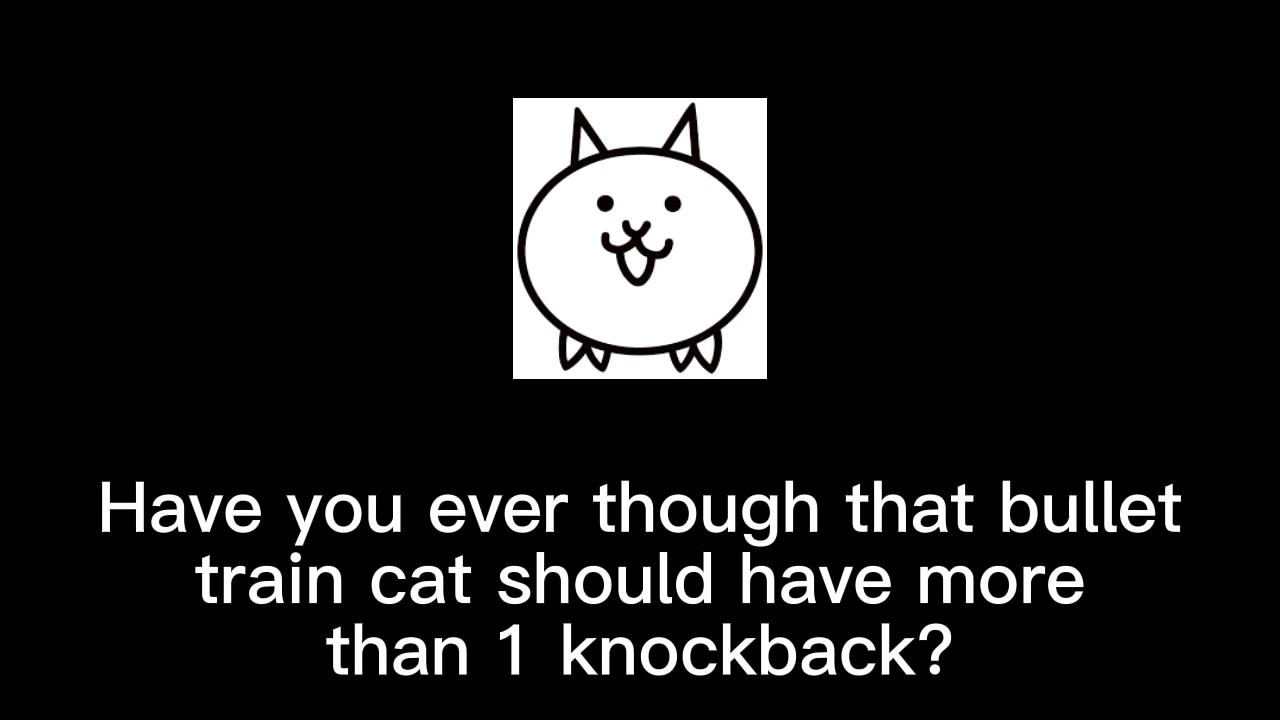 Have you ever though that bullet
train cat should have more
than 1 knockback?